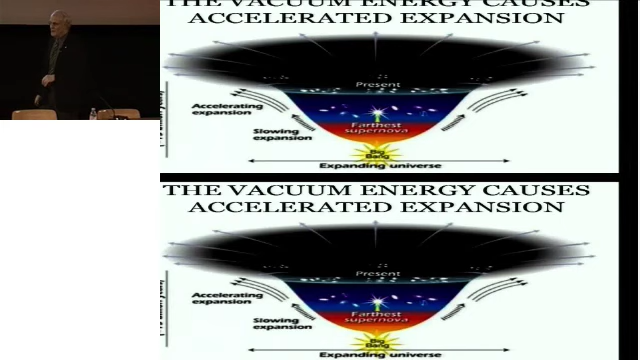 THE VACUUM ENERGY CAUSES
ACCELERATED EXPANSION
Present
Accelerating
expansion
Farthest
supernova
Slowing
expansion
Big
Bang
Expanding universe
THE VACUUM ENERGY CAUSES
ACCELERATED EXPANSION
Present
Accelerating
expansion
Farthest
supernova
Slowing
expansion
Big
Bang
Expanding universe